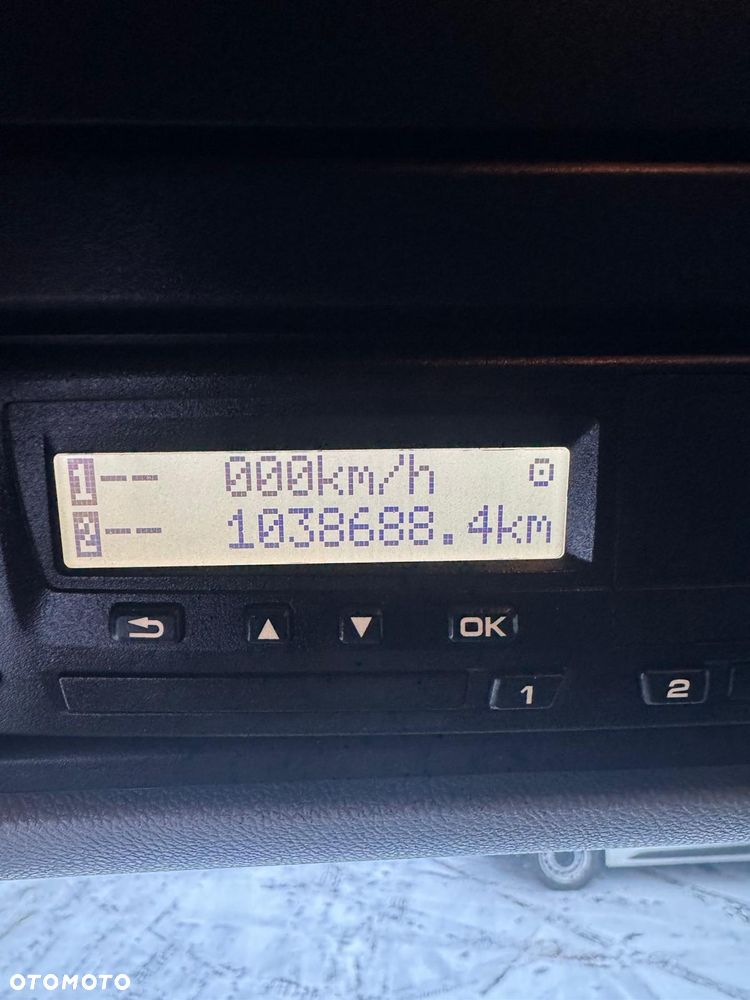 1-- 000km/h
2-- 1038688.4km
OK
1
2
OTOMOTO